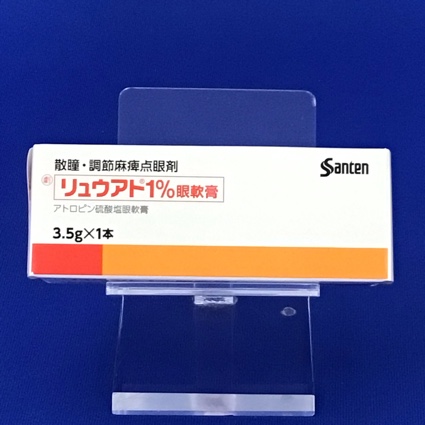 散瞳・調節麻痺点眼剤
Santen
劇 リュウアト®1%眼軟膏
アトロピン硫酸塩眼軟膏
3.5g×1本